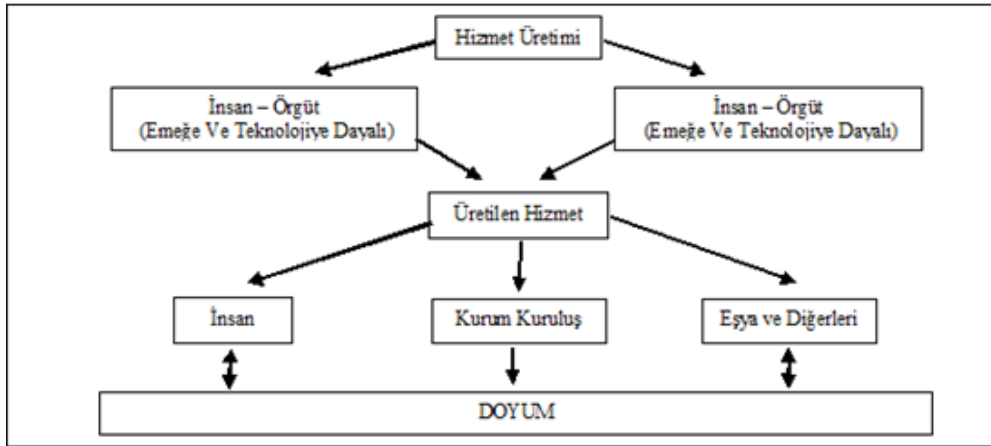 Hizmet Üretimi
İnsan – Örgüt
(Emeğe Ve Teknolojiye Dayalı)
İnsan – Örgüt
(Emeğe Ve Teknolojiye Dayalı)
Üretilen Hizmet
İnsan
Kurum Kuruluş
Eşya ve Diğerleri
DOYUM